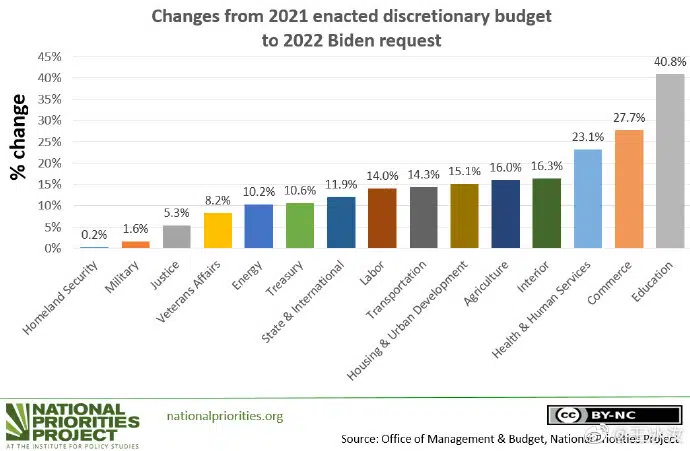 Changes from 2021 enacted discretionary budget
to 2022 Biden request
% change
45%
40%
35%
30%
25%
20%
15%
10%
5%
0%
0.2%
1.6%
5.3%
8.2%
10.2%
10.6%
11.9%
14.0%
14.3%
15.1%
16.0%
16.3%
23.1%
27.7%
40.8%
Homeland Security
Military
Justice
Veterans Affairs
Energy
Treasury
State & International
Labor
Transportation
Housing & Urban Development
Agriculture
Interior
Health & Human Services
Commerce
Education
NATIONAL
PRIORITIES
PROJECT
AT THE INSTITUTE FOR POLICY STUDIES
nationalpriorities.org
cc BY-NC
Source: Office of Management & Budget, National Priorities Project